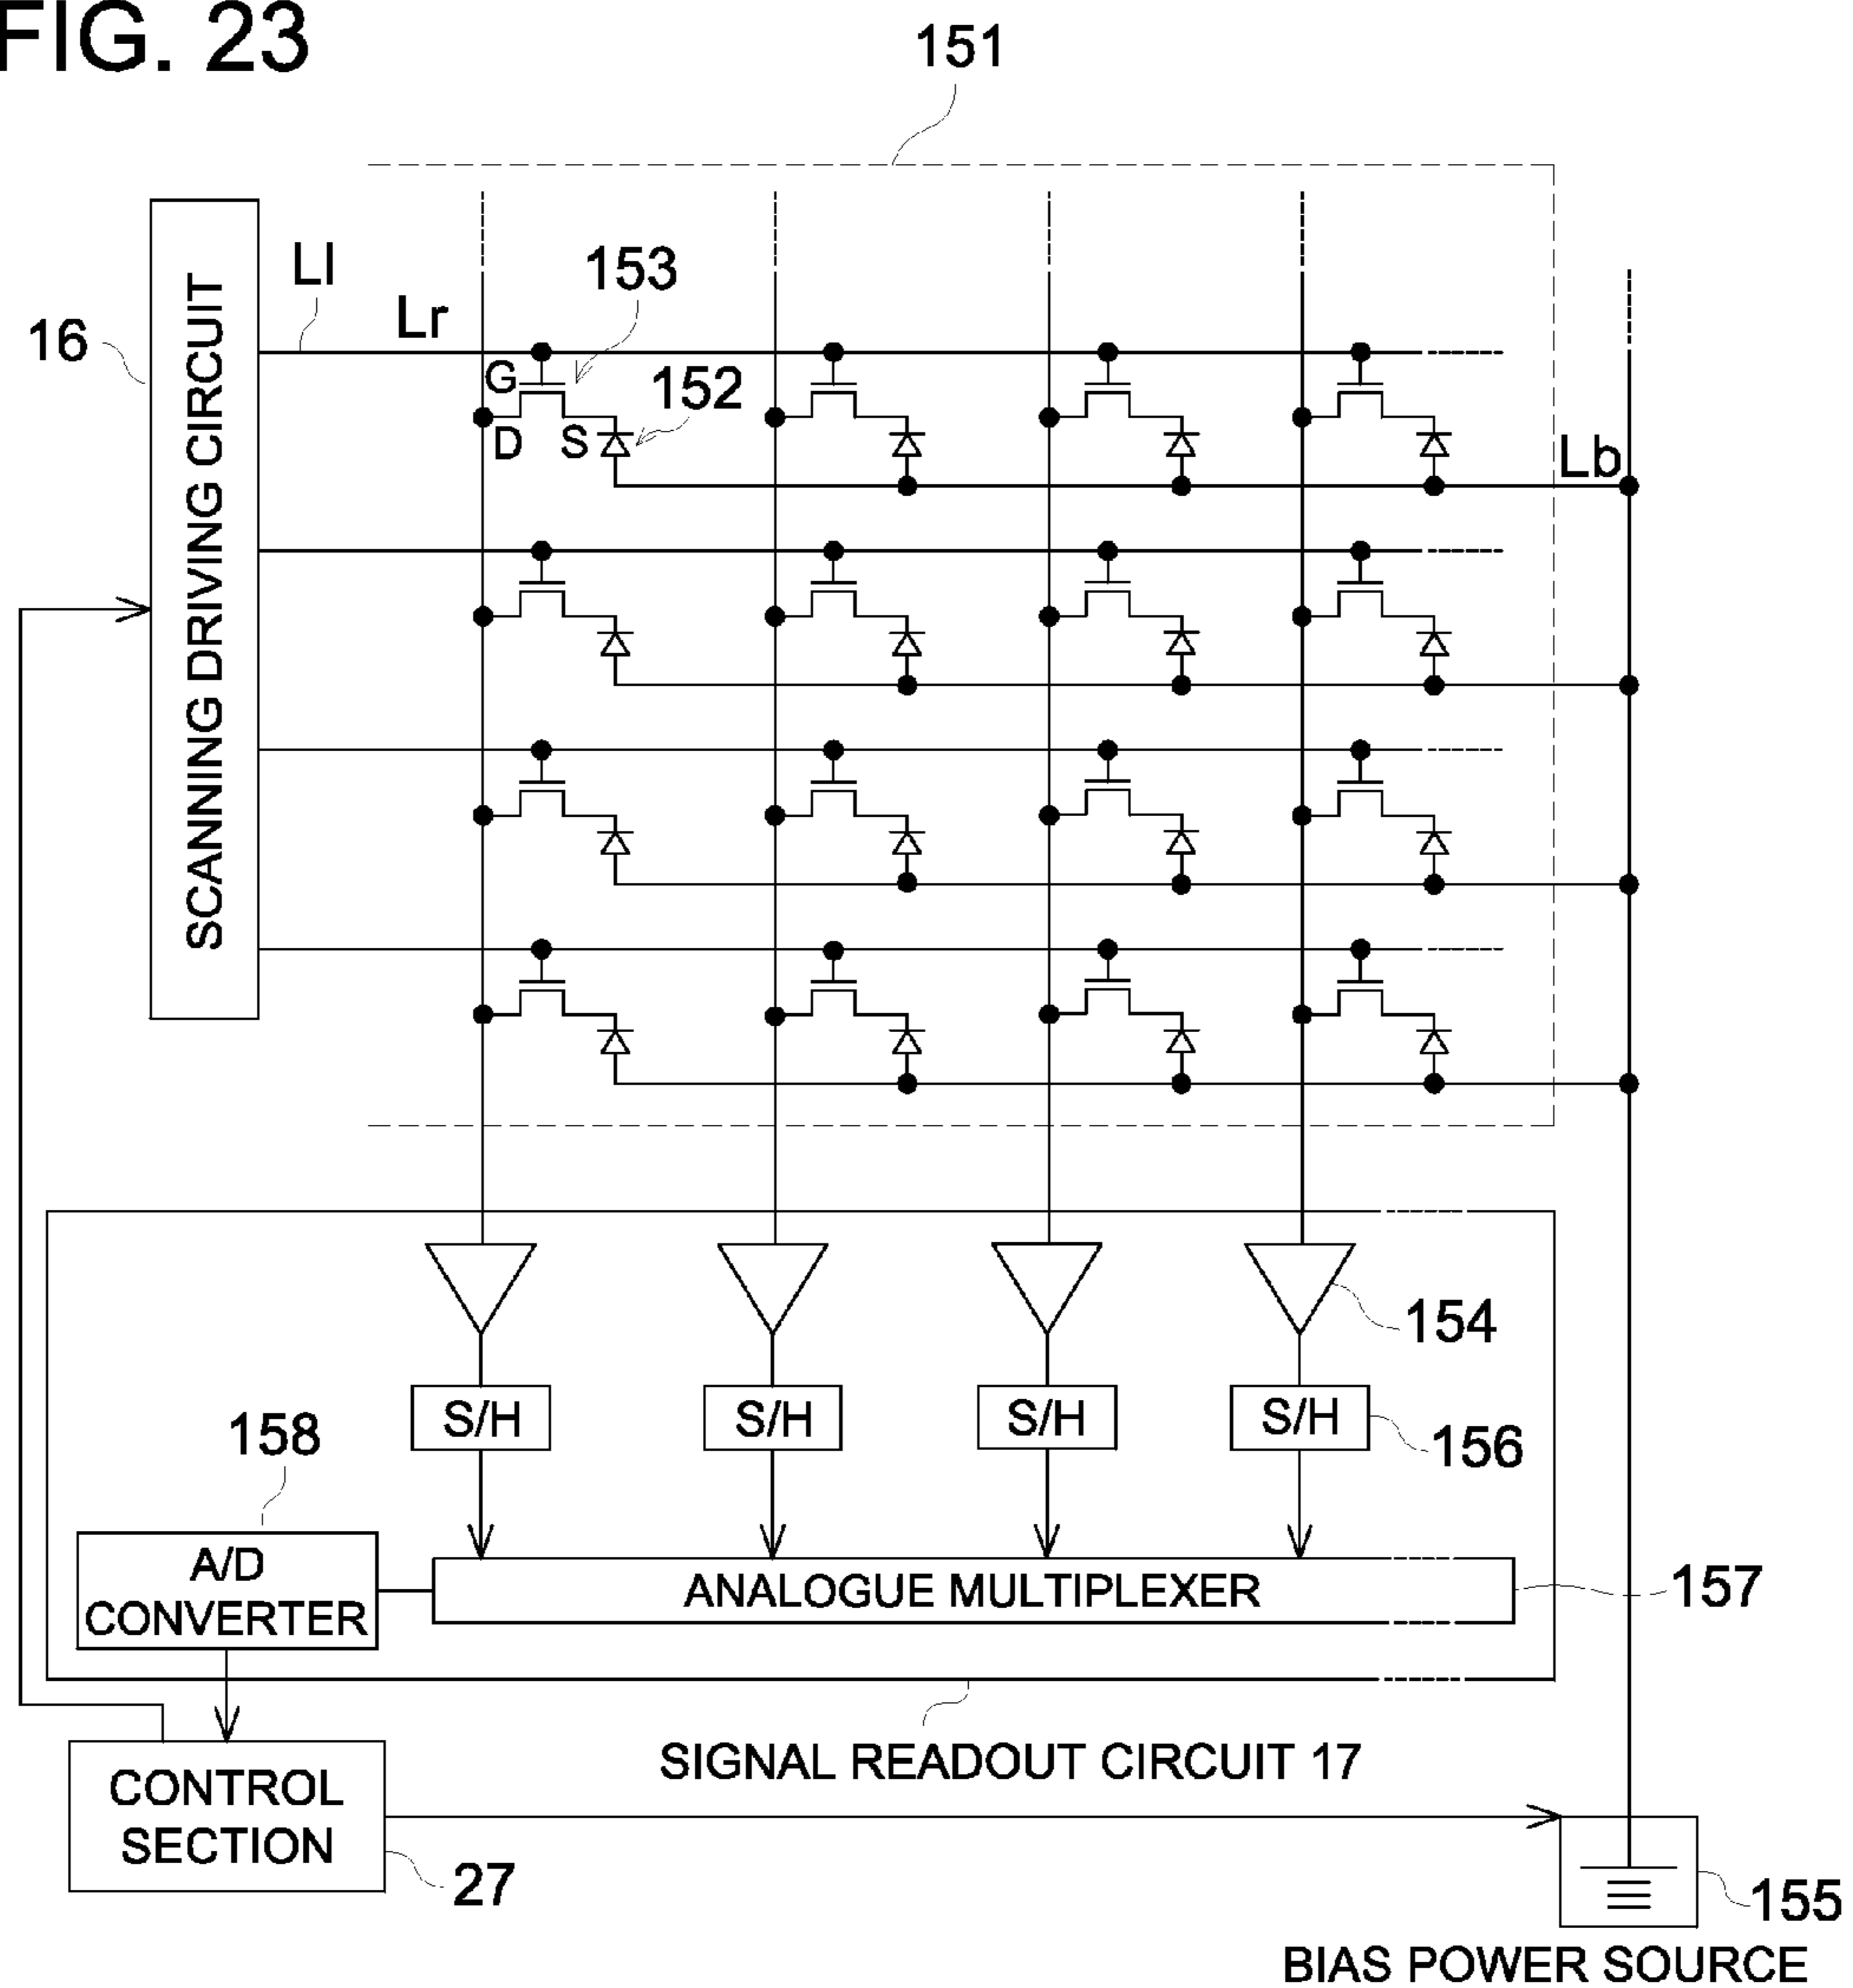 FIG. 23
151
Ll
153
Lr
16
G
152
D
S
Lb
SCANNING DRIVING CIRCUIT
154
S/H
S/H
S/H
S/H
156
158
A/D
CONVERTER
ANALOGUE MULTIPLEXER
157
SIGNAL READOUT CIRCUIT 17
CONTROL
SECTION
27
155
BIAS POWER SOURCE